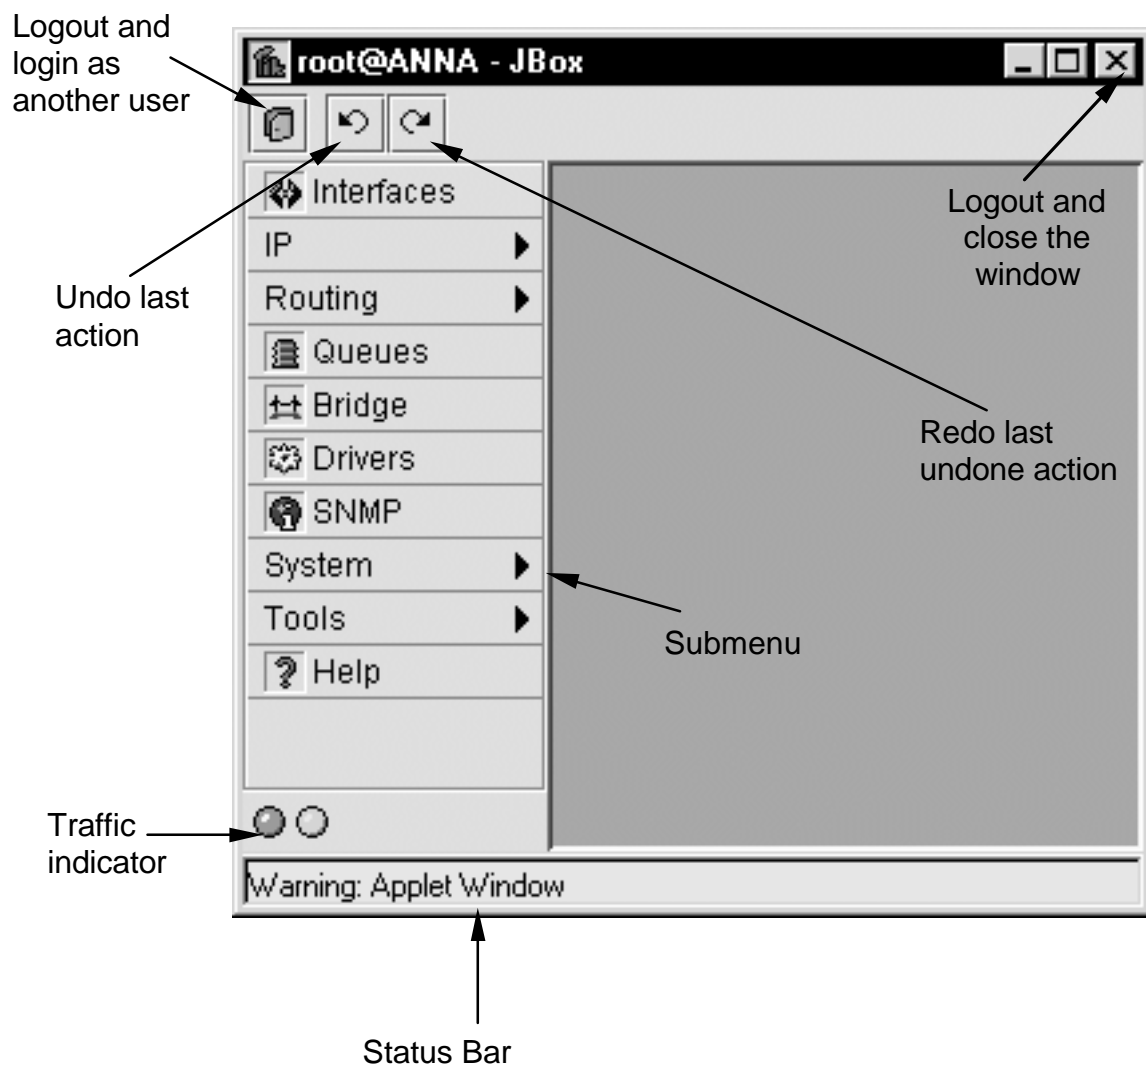 Logout and
login as
another user
root@ANNA - JBox
Interfaces
IP
Routing
Queues
Bridge
Drivers
SNMP
System
Tools
Help
Logout and
close the
window
Undo last
action
Redo last
undone action
Submenu
Traffic
indicator
Warning: Applet Window
Status Bar